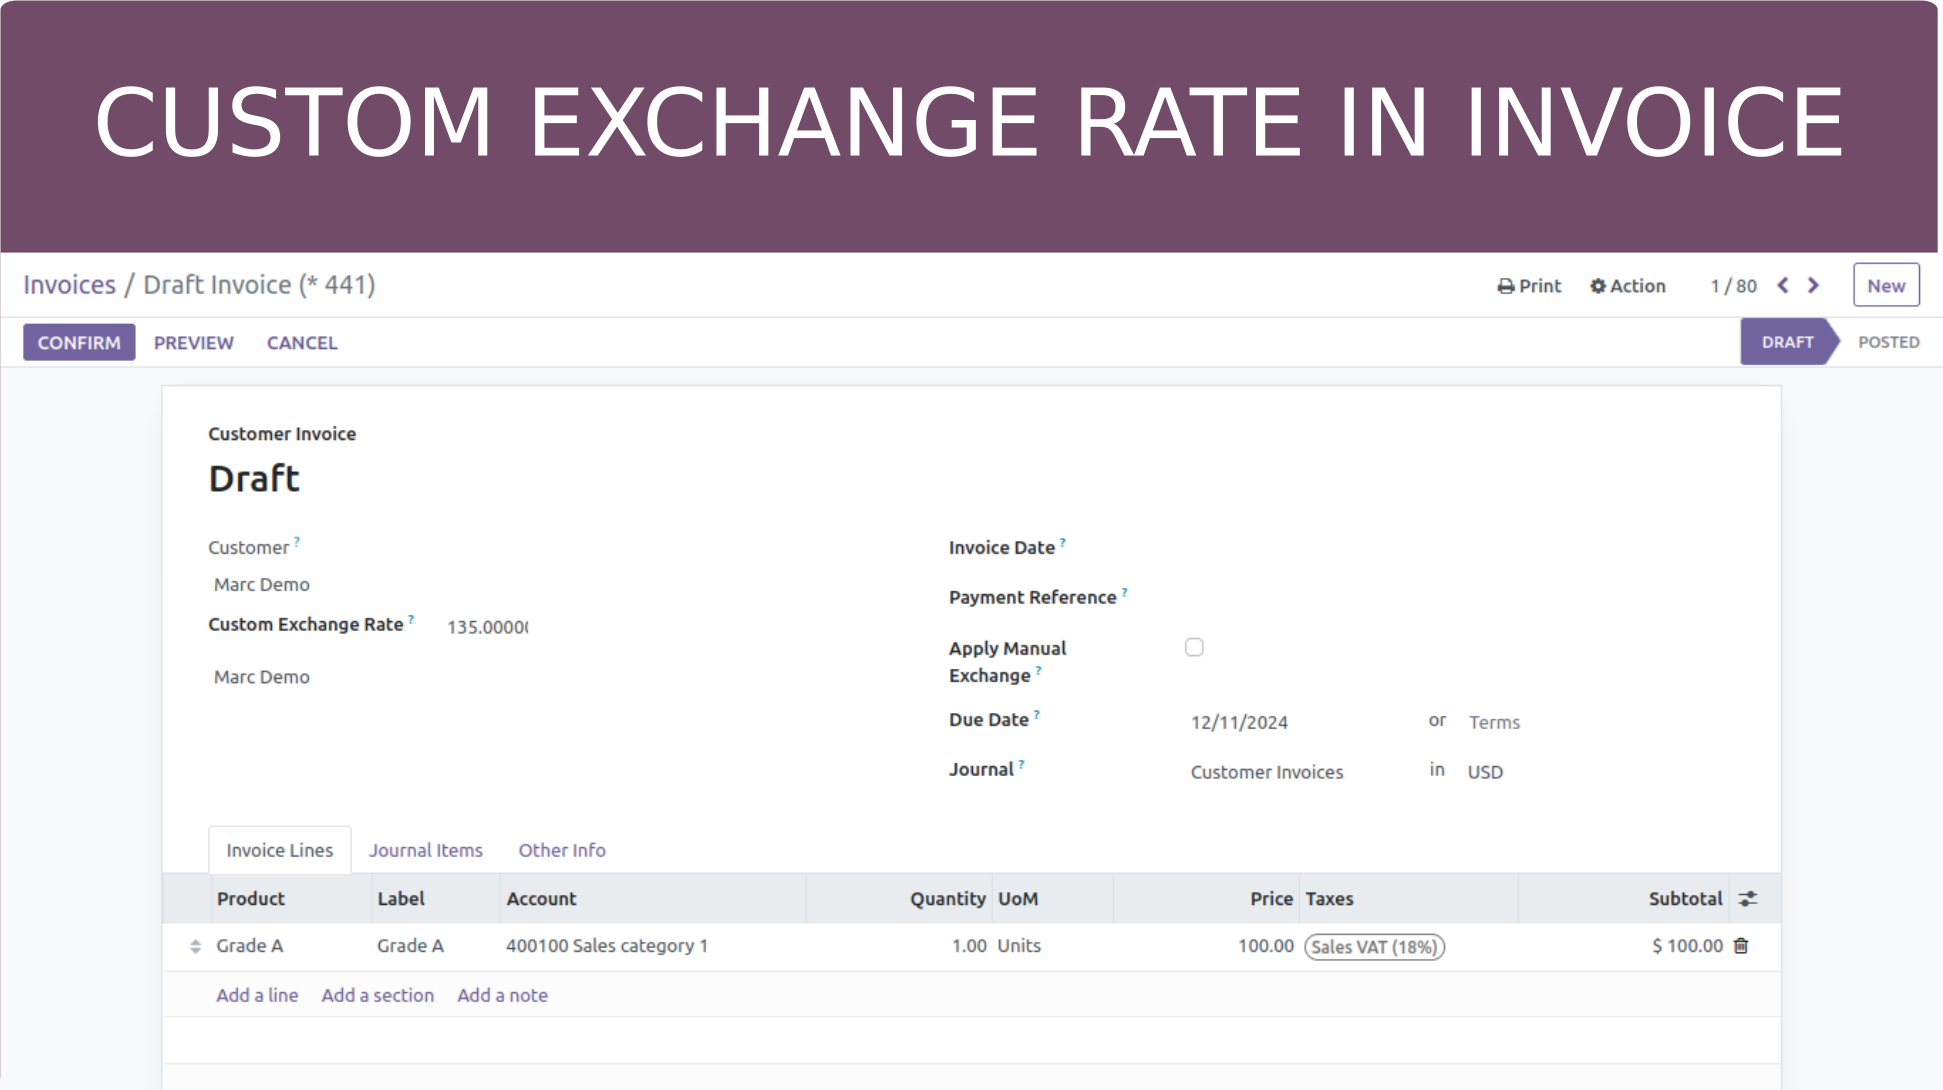 CUSTOM EXCHANGE RATE IN INVOICE
Invoices / Draft Invoice (* 441)
Print Action 1 / 80 New
CONFIRM PREVIEW CANCEL
DRAFT POSTED
Customer Invoice
Draft
Customer ?
Marc Demo
Custom Exchange Rate ? 135.00000
Marc Demo
Invoice Date ?
Payment Reference ?
Apply Manual
Exchange ?
Due Date ? 12/11/2024 or Terms
Journal ? Customer Invoices in USD
Invoice Lines Journal Items Other Info
Product Label Account Quantity UoM Price Taxes Subtotal
Grade A Grade A 400100 Sales category 1 1.00 Units 100.00 Sales VAT (18%) $ 100.00
Add a line Add a section Add a note